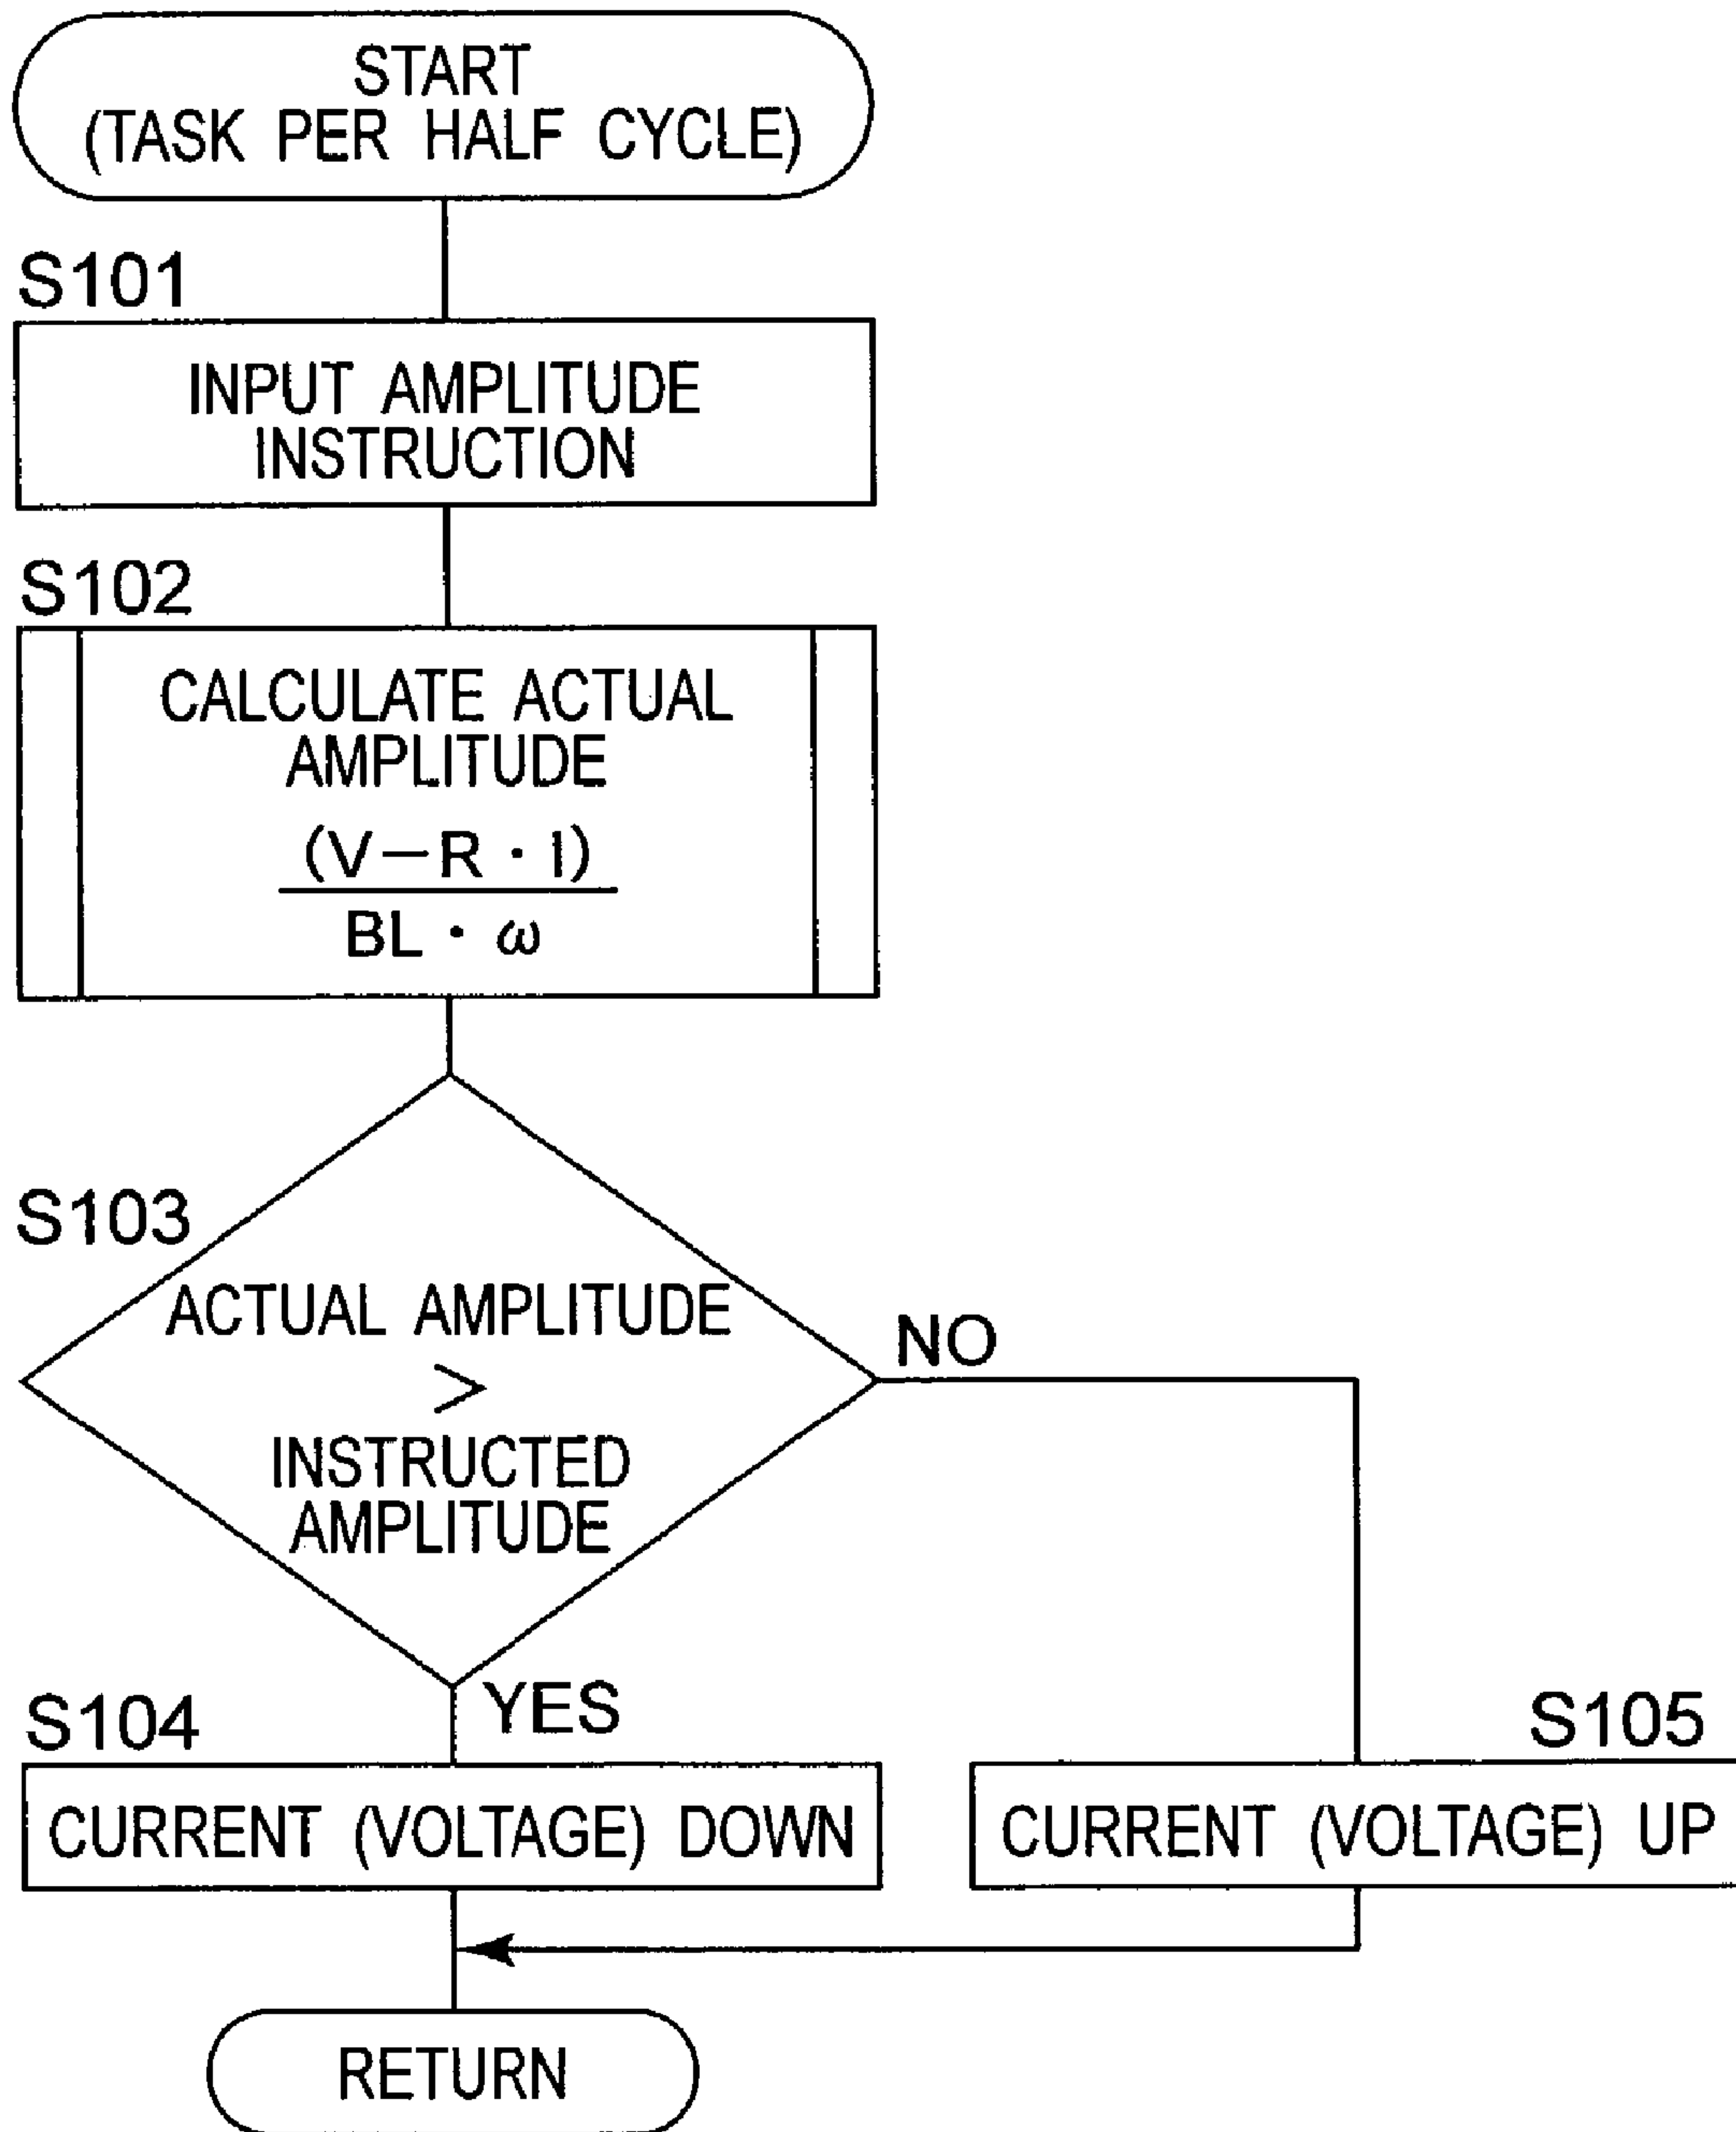 START
(TASK PER HALF CYCLE)
S101
INPUT AMPLITUDE
INSTRUCTION
S102
CALCULATE ACTUAL
AMPLITUDE
(V−R・I)
BL・ω
S103
ACTUAL AMPLITUDE
>
INSTRUCTED
AMPLITUDE
NO
YES
S104
CURRENT (VOLTAGE) DOWN
S105
CURRENT (VOLTAGE) UP
RETURN